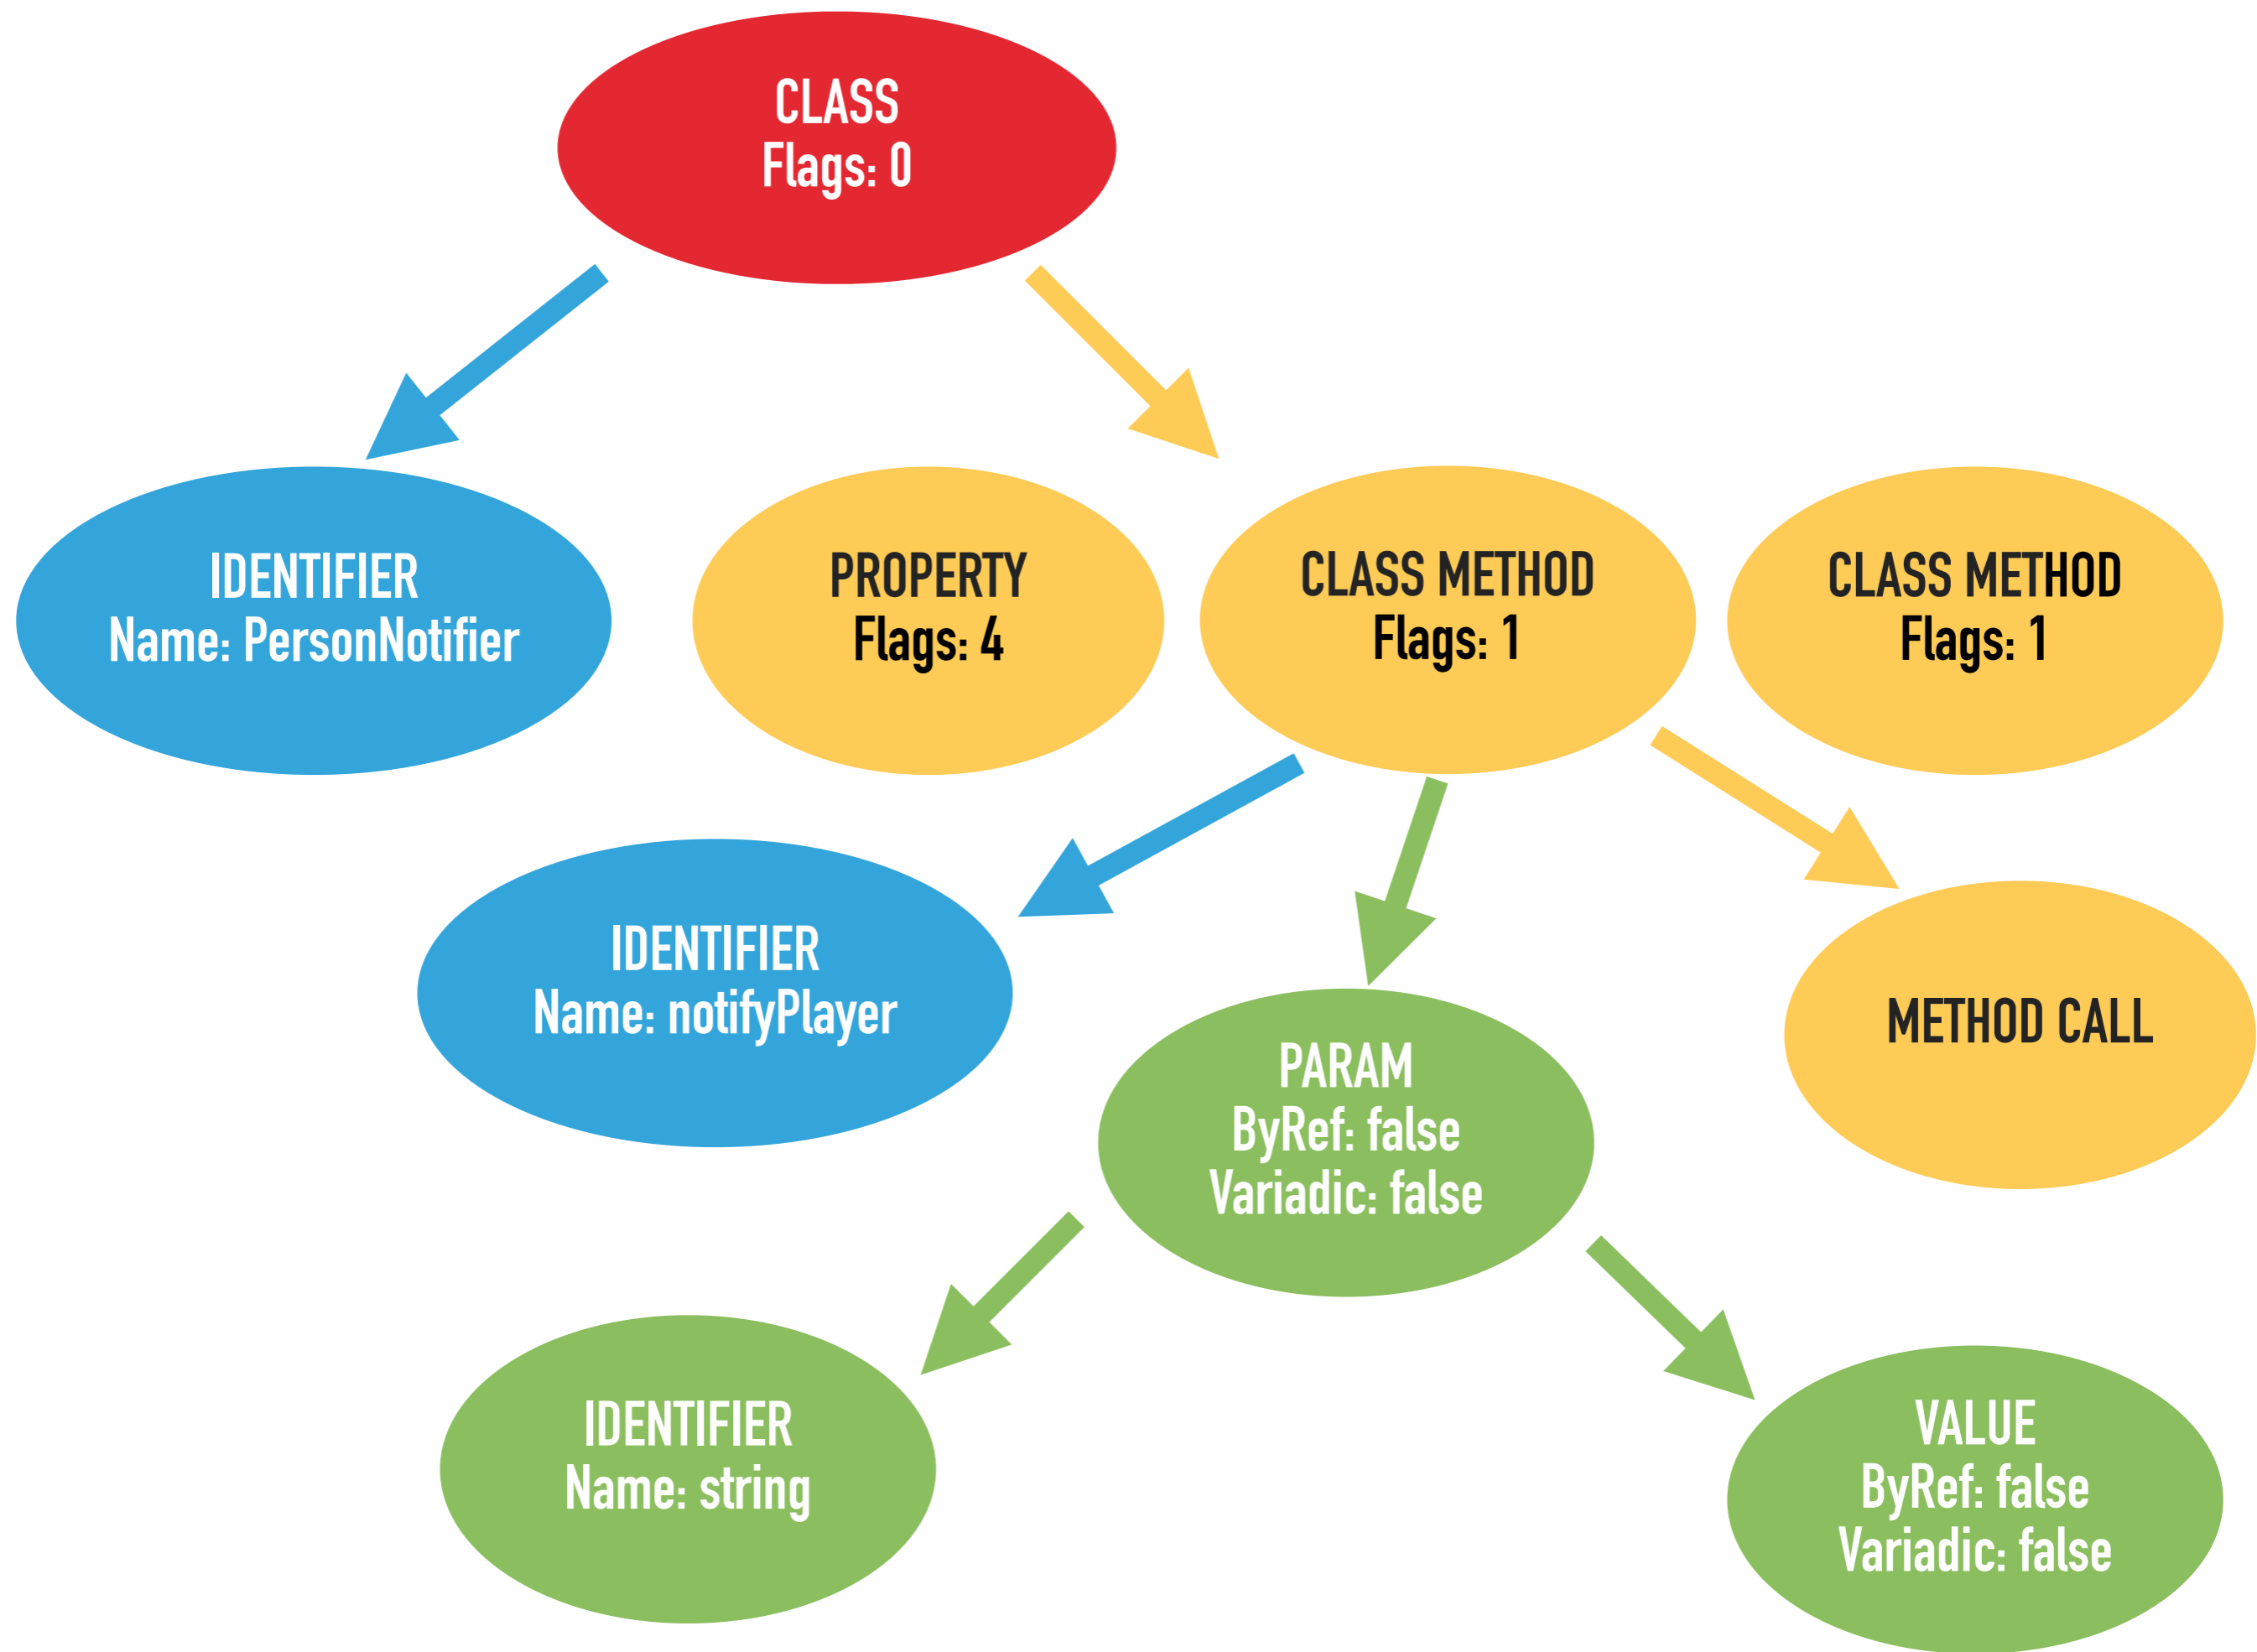 CLASS
Flags: 0
IDENTIFIER
Name: PersonNotifier
PROPERTY
Flags: 4
CLASS METHOD
Flags: 1
CLASS METHOD
Flags: 1
IDENTIFIER
Name: notifyPlayer
PARAM
ByRef: false
Variadic: false
METHOD CALL
IDENTIFIER
Name: string
VALUE
ByRef: false
Variadic: false